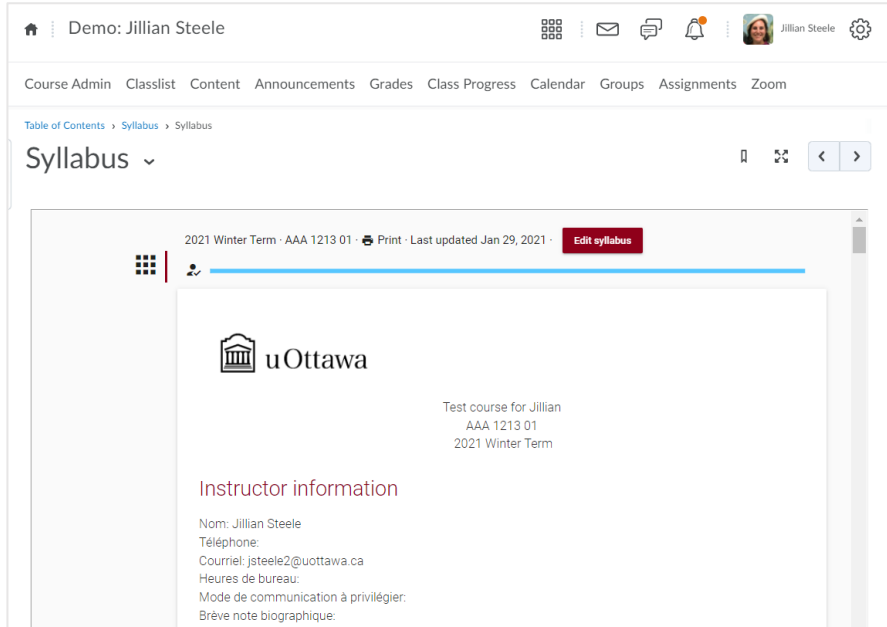 Demo: Jillian Steele
Jillian Steele
Course Admin Classlist Content Announcements Grades Class Progress Calendar Groups Assignments Zoom
Table of Contents › Syllabus › Syllabus
Syllabus
2021 Winter Term · AAA 1213 01 · Print · Last updated Jan 29, 2021 · Edit syllabus
uOttawa
Test course for Jillian
AAA 1213 01
2021 Winter Term
Instructor information
Nom: Jillian Steele
Téléphone:
Courriel: jsteele2@uottawa.ca
Heures de bureau:
Mode de communication à privilégier:
Brève note biographique: